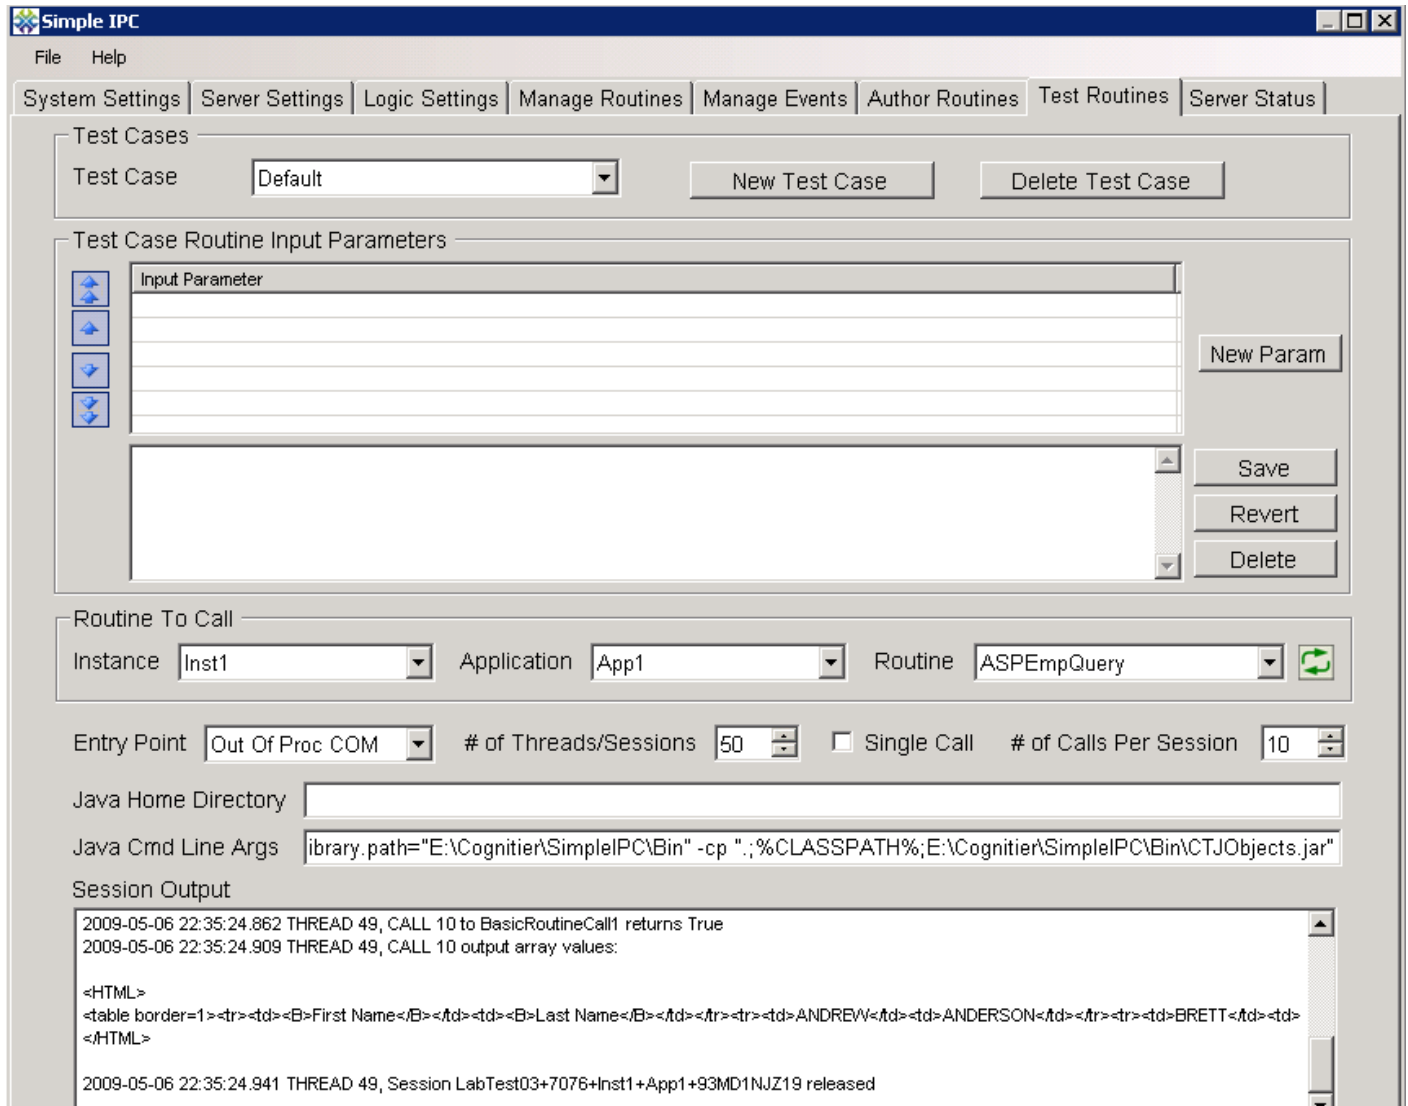 Simple IPC
File Help
System Settings Server Settings Logic Settings Manage Routines Manage Events Author Routines Test Routines Server Status
Test Cases
Test Case Default New Test Case Delete Test Case
Test Case Routine Input Parameters
Input Parameter
New Param
Save
Revert
Delete
Routine To Call
Instance Inst1 Application App1 Routine ASPEmpQuery
Entry Point Out Of Proc COM # of Threads/Sessions 50 Single Call # of Calls Per Session 10
Java Home Directory
Java Cmd Line Args ibrary.path="E:\Cognitier\SimpleIPC\Bin" -cp ".;%CLASSPATH%;E:\Cognitier\SimpleIPC\Bin\CTJObjects.jar"
Session Output
2009-05-06 22:35:24.862 THREAD 49, CALL 10 to BasicRoutineCall1 returns True
2009-05-06 22:35:24.909 THREAD 49, CALL 10 output array values:
<HTML>
<table border=1><tr><td><B>First Name</B></td><td><B>Last Name</B></td></tr><tr><td>ANDREW</td><td>ANDERSON</td></tr><tr><td>BRETT</td><td>
</HTML>
2009-05-06 22:35:24.941 THREAD 49, Session LabTest03+7076+Inst1+App1+93MD1NJZ19 released